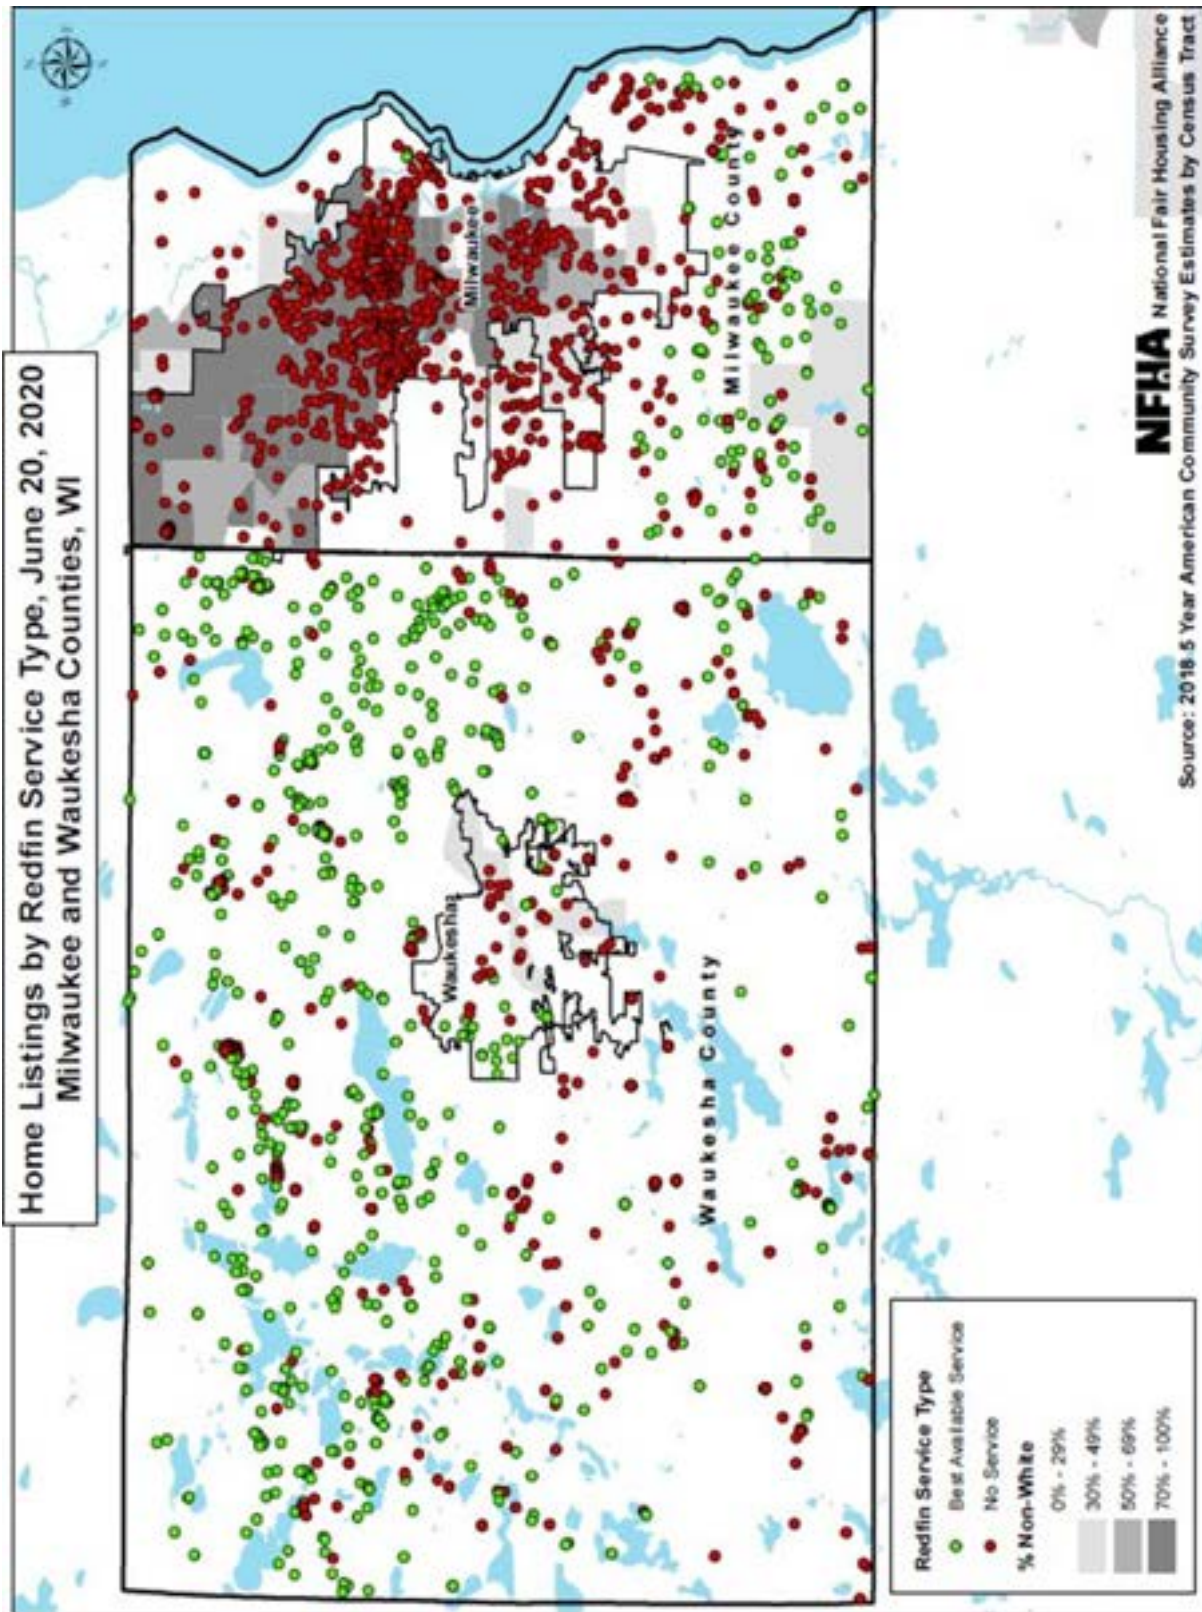 Home Listings by Redfin Service Type, June 20, 2020
Milwaukee and Waukesha Counties, WI
N
Milwaukee
Milwaukee County
Waukesha
Waukesha County
Redfin Service Type
Best Available Service
No Service
% Non-White
0% - 29%
30% - 49%
50% - 69%
70% - 100%
NFHA National Fair Housing Alliance
Source: 2018 5 Year American Community Survey Estimates by Census Tract